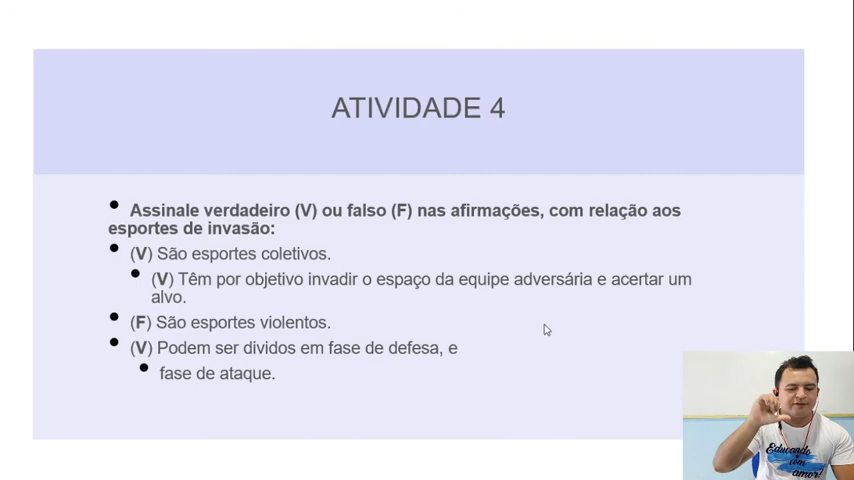 ATIVIDADE 4
• Assinale verdadeiro (V) ou falso (F) nas afirmações, com relação aos
esportes de invasão:
• (V) São esportes coletivos.
• (V) Têm por objetivo invadir o espaço da equipe adversária e acertar um
alvo.
• (F) São esportes violentos.
• (V) Podem ser dividos em fase de defesa, e
• fase de ataque.
Educando
com
amor!